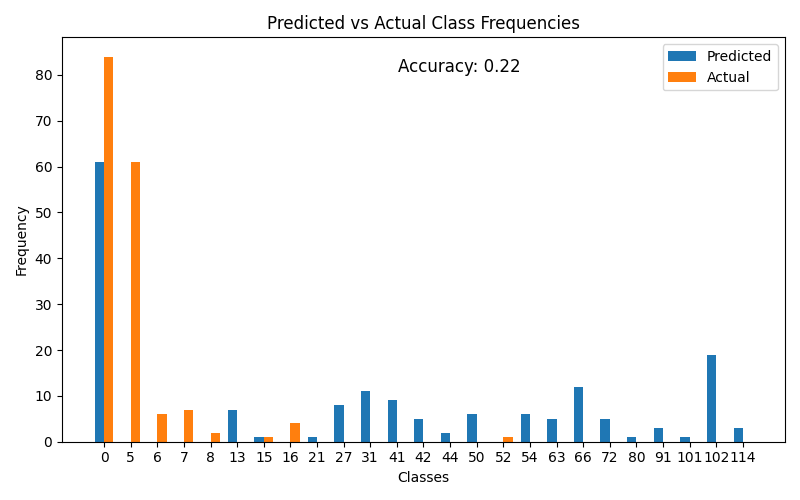 Predicted vs Actual Class Frequencies
Accuracy: 0.22
Predicted
Actual
Frequency
80
70
60
50
40
30
20
10
0
0 5 6 7 8 13 15 16 21 27 31 41 42 44 50 52 54 63 66 72 80 91 101 102 114
Classes